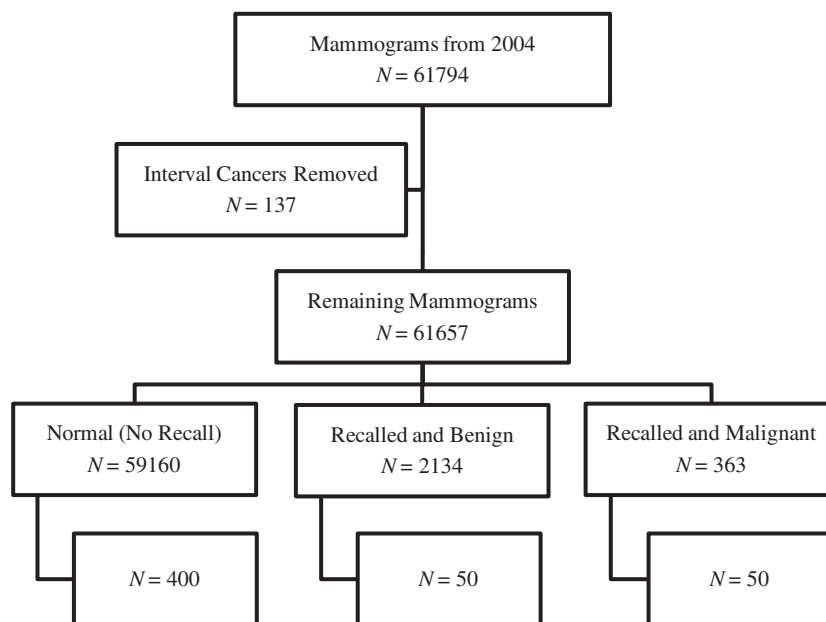 Mammograms from 2004
N = 61794
Interval Cancers Removed
N = 137
Remaining Mammograms
N = 61657
Normal (No Recall)
N = 59160
Recalled and Benign
N = 2134
Recalled and Malignant
N = 363
N = 400
N = 50
N = 50